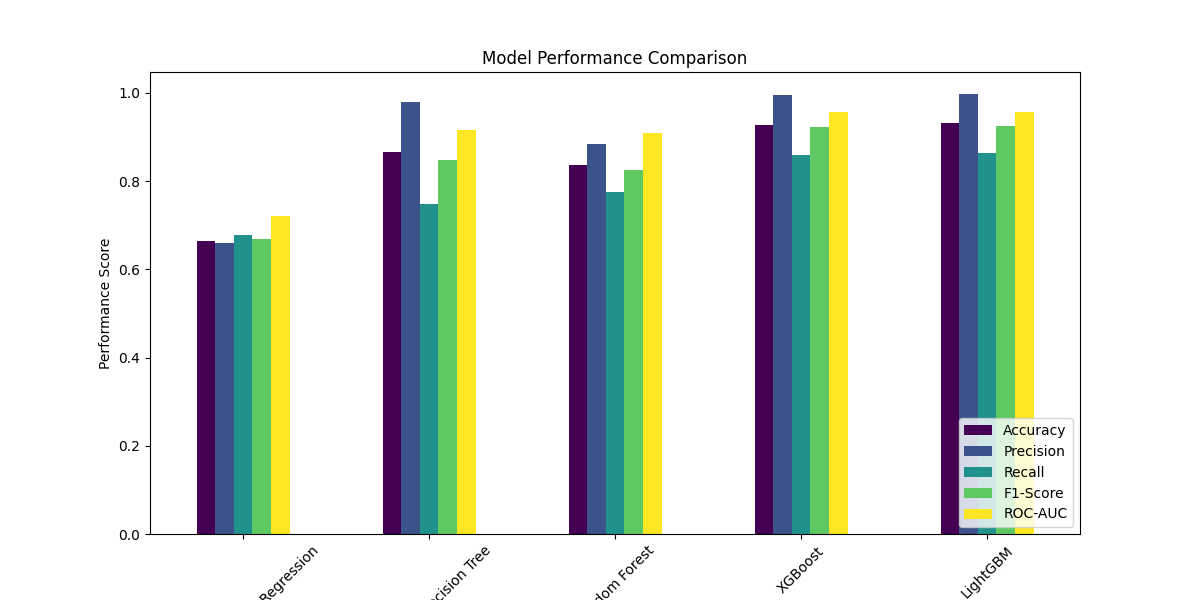 Model Performance Comparison
Performance Score
1.0
0.8
0.6
0.4
0.2
0.0
Accuracy
Precision
Recall
F1-Score
ROC-AUC
Regression
cision Tree
dom Forest
XGBoost
LightGBM